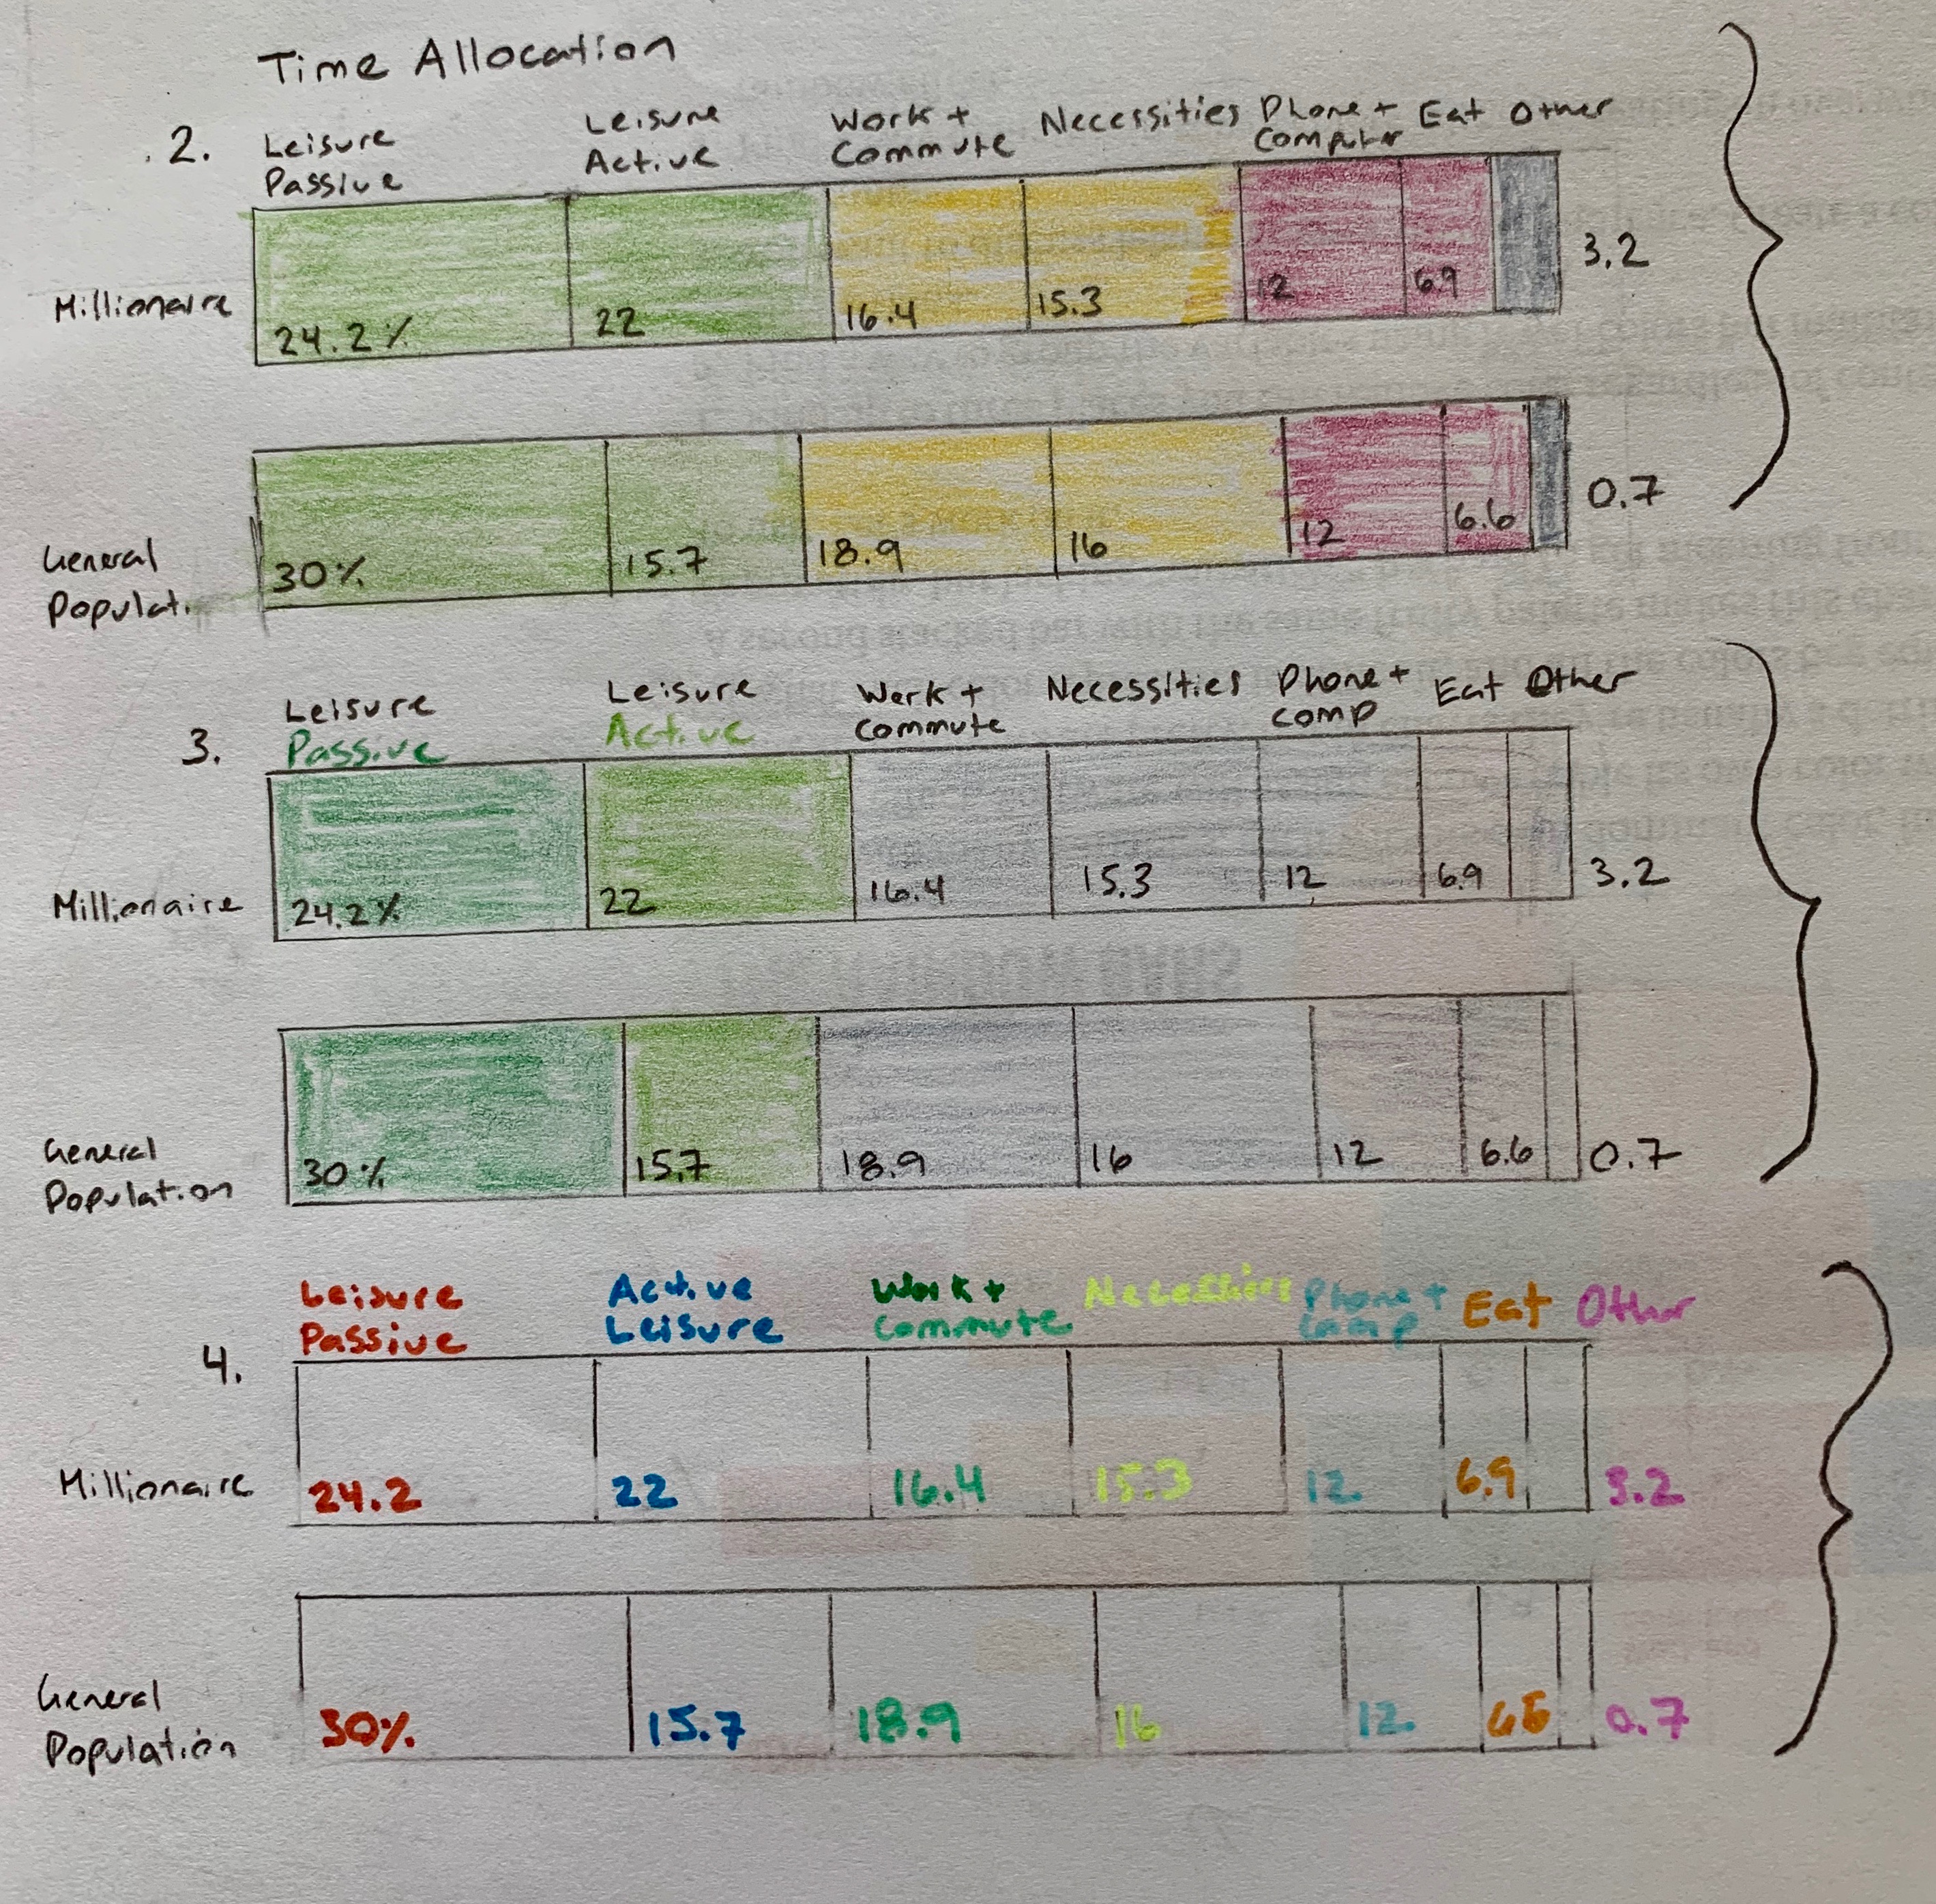 Time Allocation
2.
Leisure
Passive
Leisure
Active
Work +
Commute
Necessities
Phone +
Computer
Eat
Other
Millionaire
24.2%
22
16.4
15.3
12
6.9
3.2
General
Populat.
30%
15.7
18.9
16
12
6.6
0.7
3.
Leisure
Passive
Leisure
Active
Work +
Commute
Necessities
Phone +
Comp
Eat
Other
Millionaire
24.2%
22
16.4
15.3
12
6.9
3.2
General
Population
30%
15.7
18.9
16
12
6.6
0.7
4.
Leisure
Passive
Active
Leisure
Work +
Commute
Phone +
Comp
Eat
Other
Millionaire
24.2
22
16.4
15.3
12
6.9
3.2
General
Population
30%
15.7
18.9
16
12
0.7